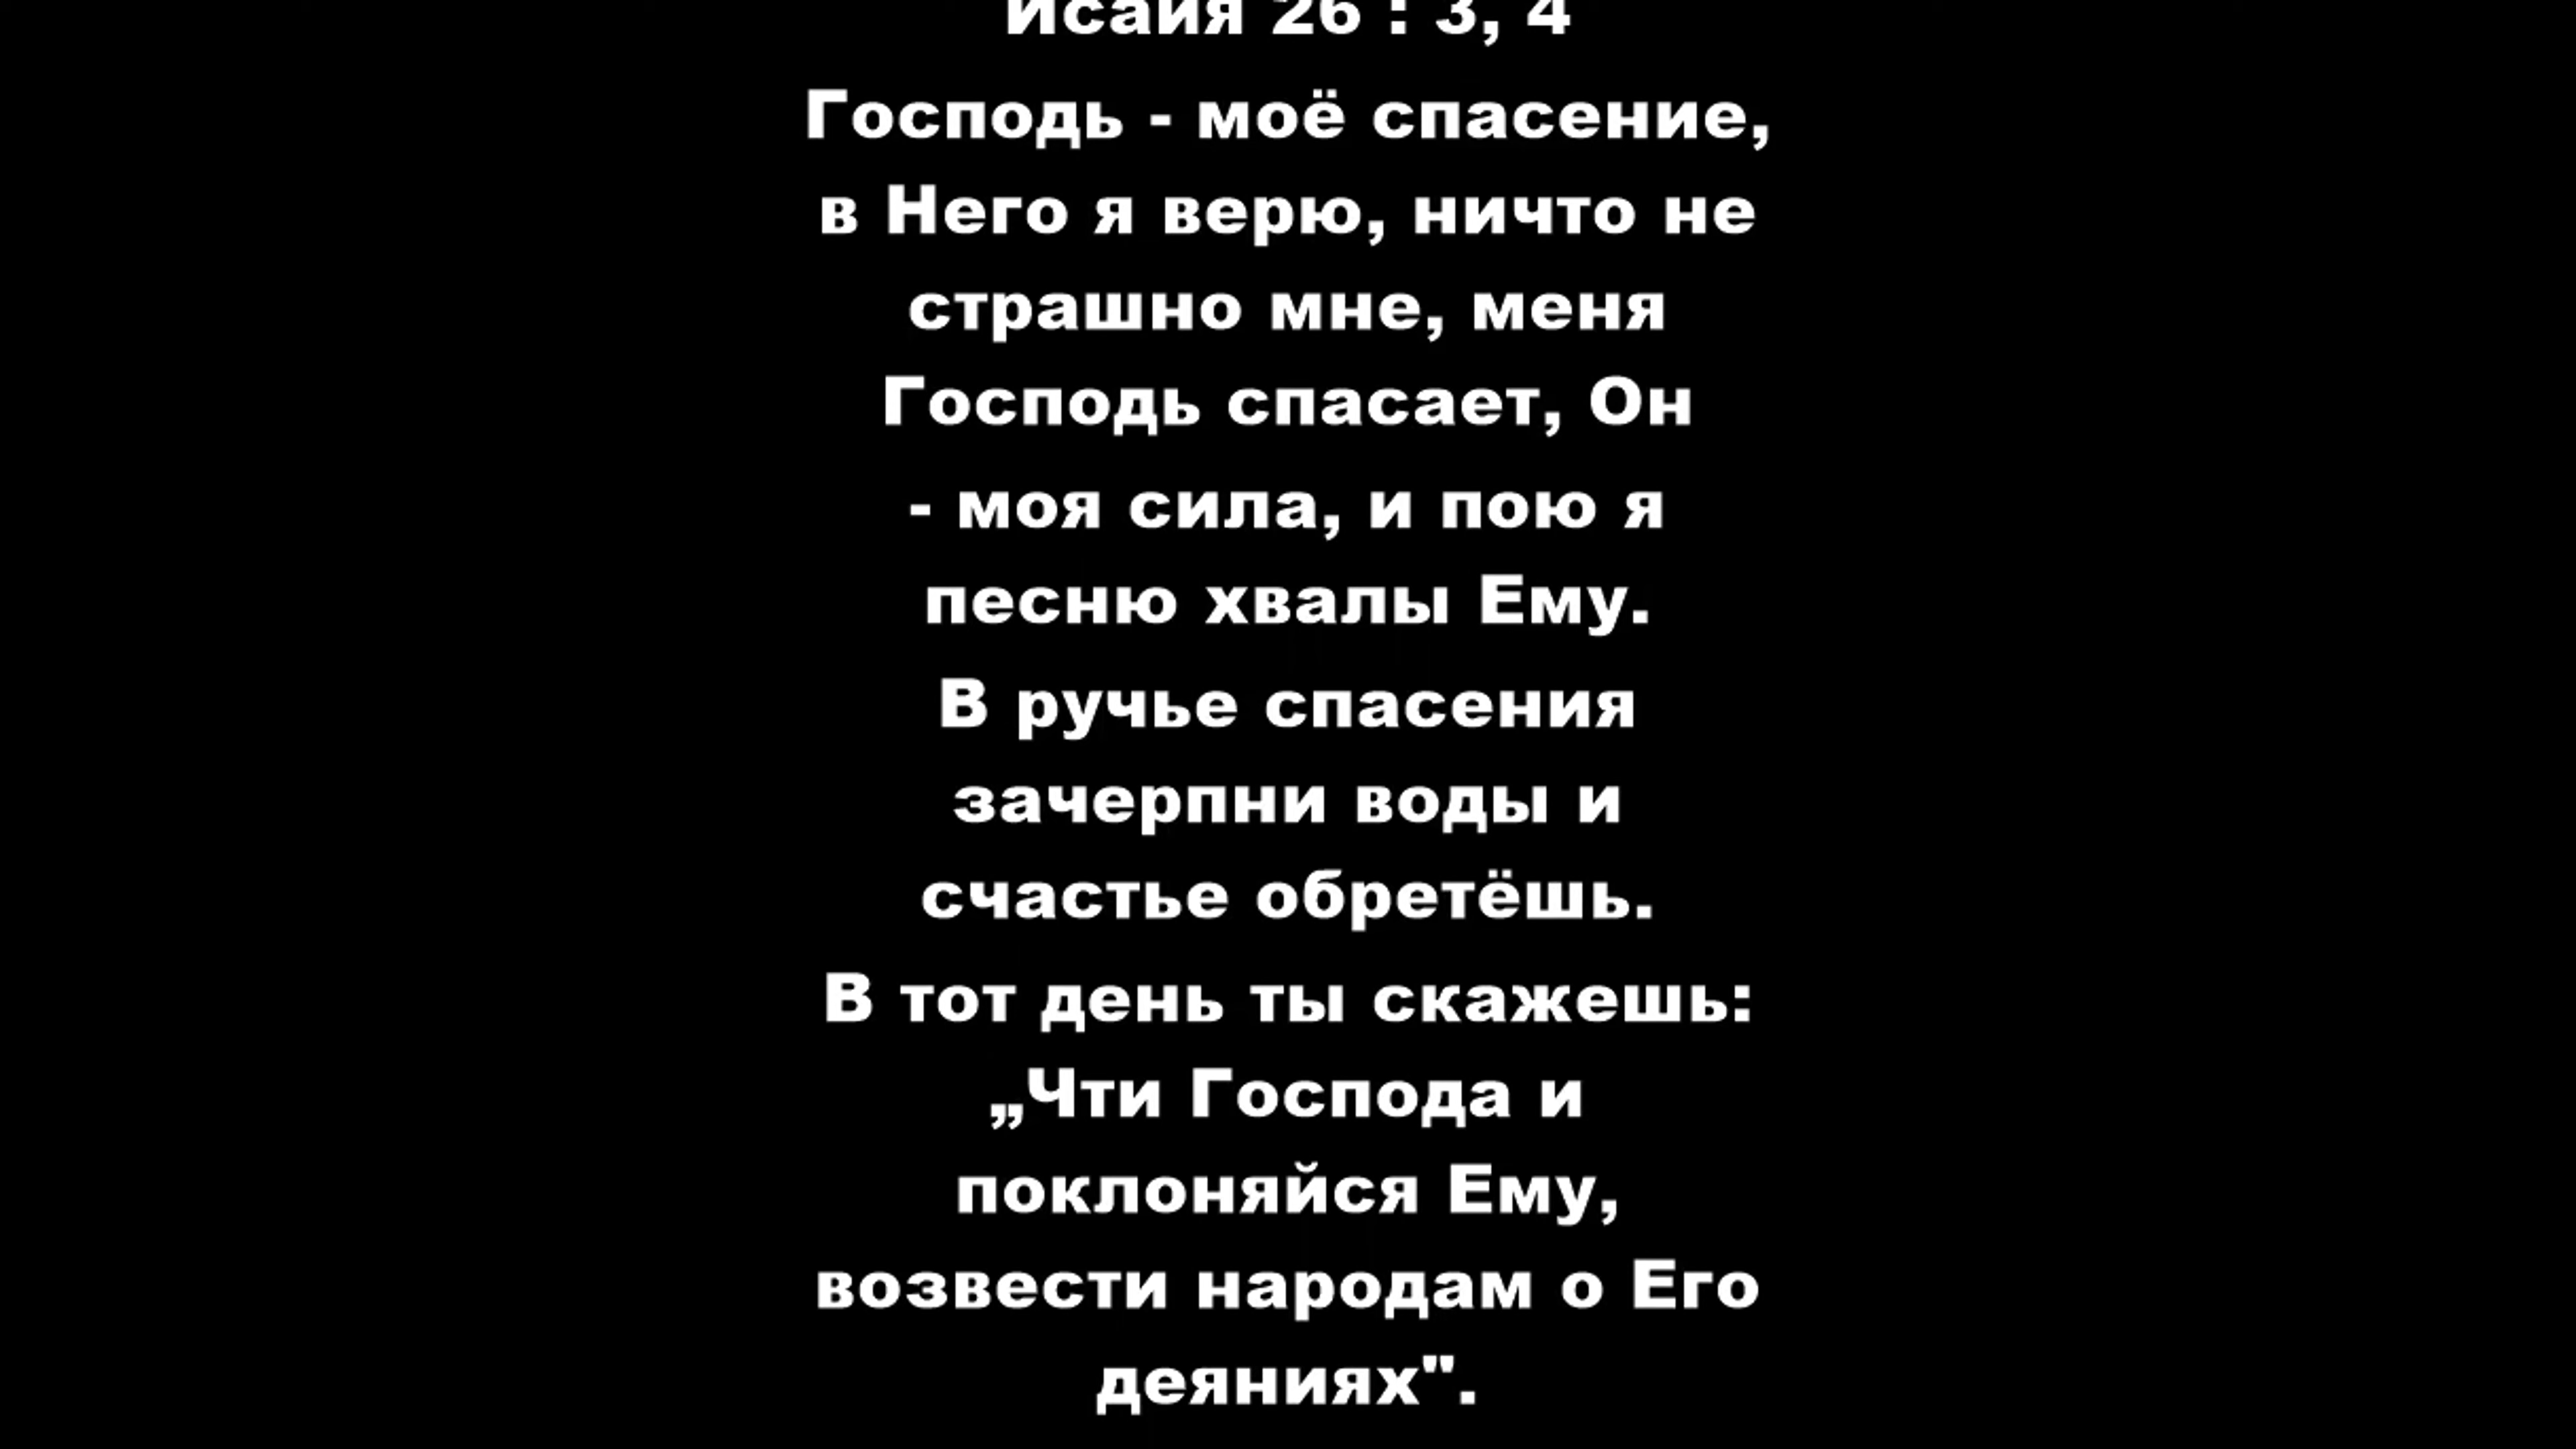 Исайя 26 : 3, 4
Господь - моё спасение,
в Него я верю, ничто не
страшно мне, меня
Господь спасает, Он
- моя сила, и пою я
песню хвалы Ему.
В ручье спасения
зачерпни воды и
счастье обретёшь.
В тот день ты скажешь:
„Чти Господа и
поклоняйся Ему,
возвести народам о Его
деяниях".